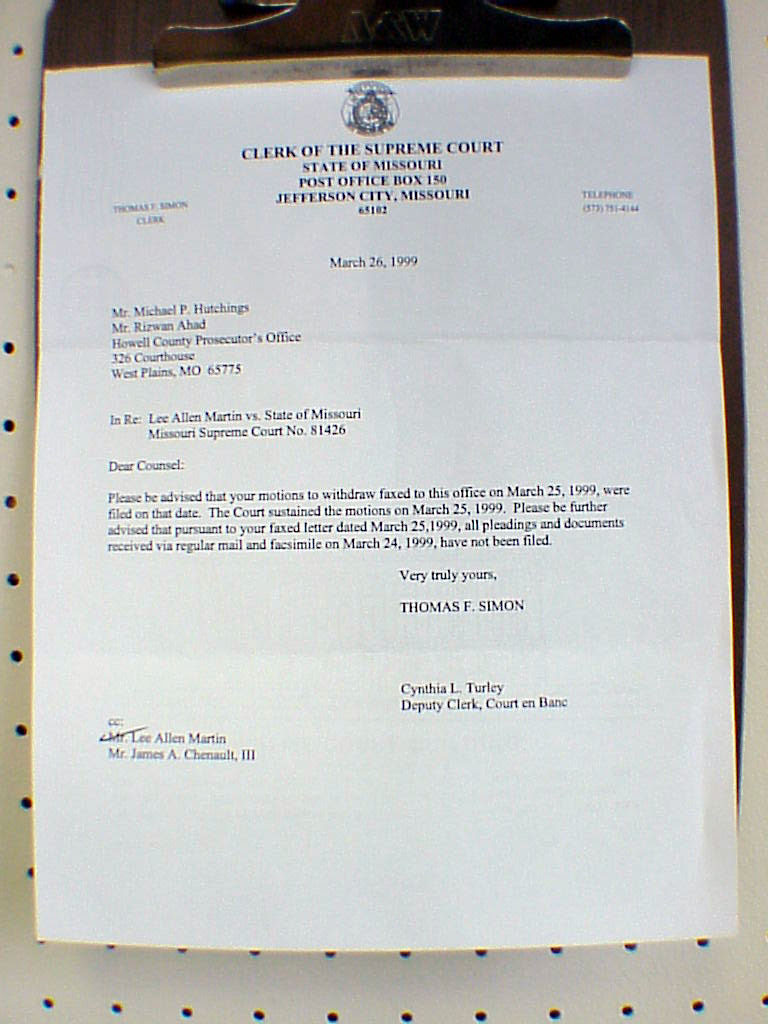 CLERK OF THE SUPREME COURT
STATE OF MISSOURI
POST OFFICE BOX 150
JEFFERSON CITY, MISSOURI
65102
THOMAS F. SIMON
CLERK
TELEPHONE
(573) 751-4144
March 26, 1999
Mr. Michael P. Hutchings
Mr. Rizwan Ahad
Howell County Prosecutor's Office
326 Courthouse
West Plains, MO 65775
In Re: Lee Allen Martin vs. State of Missouri
Missouri Supreme Court No. 81426
Dear Counsel:
Please be advised that your motions to withdraw faxed to this office on March 25, 1999, were
filed on that date. The Court sustained the motions on March 25, 1999. Please be further
advised that pursuant to your faxed letter dated March 25,1999, all pleadings and documents
received via regular mail and facsimile on March 24, 1999, have not been filed.
Very truly yours,
THOMAS F. SIMON
Cynthia L. Turley
Deputy Clerk, Court en Banc
cc:
Mr. Lee Allen Martin
Mr. James A. Chenault, III